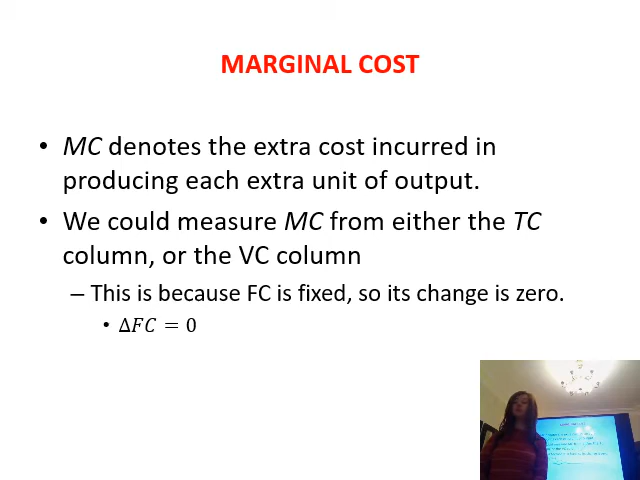 MARGINAL COST
• MC denotes the extra cost incurred in
producing each extra unit of output.
• We could measure MC from either the TC
column, or the VC column
– This is because FC is fixed, so its change is zero.
• ΔFC = 0